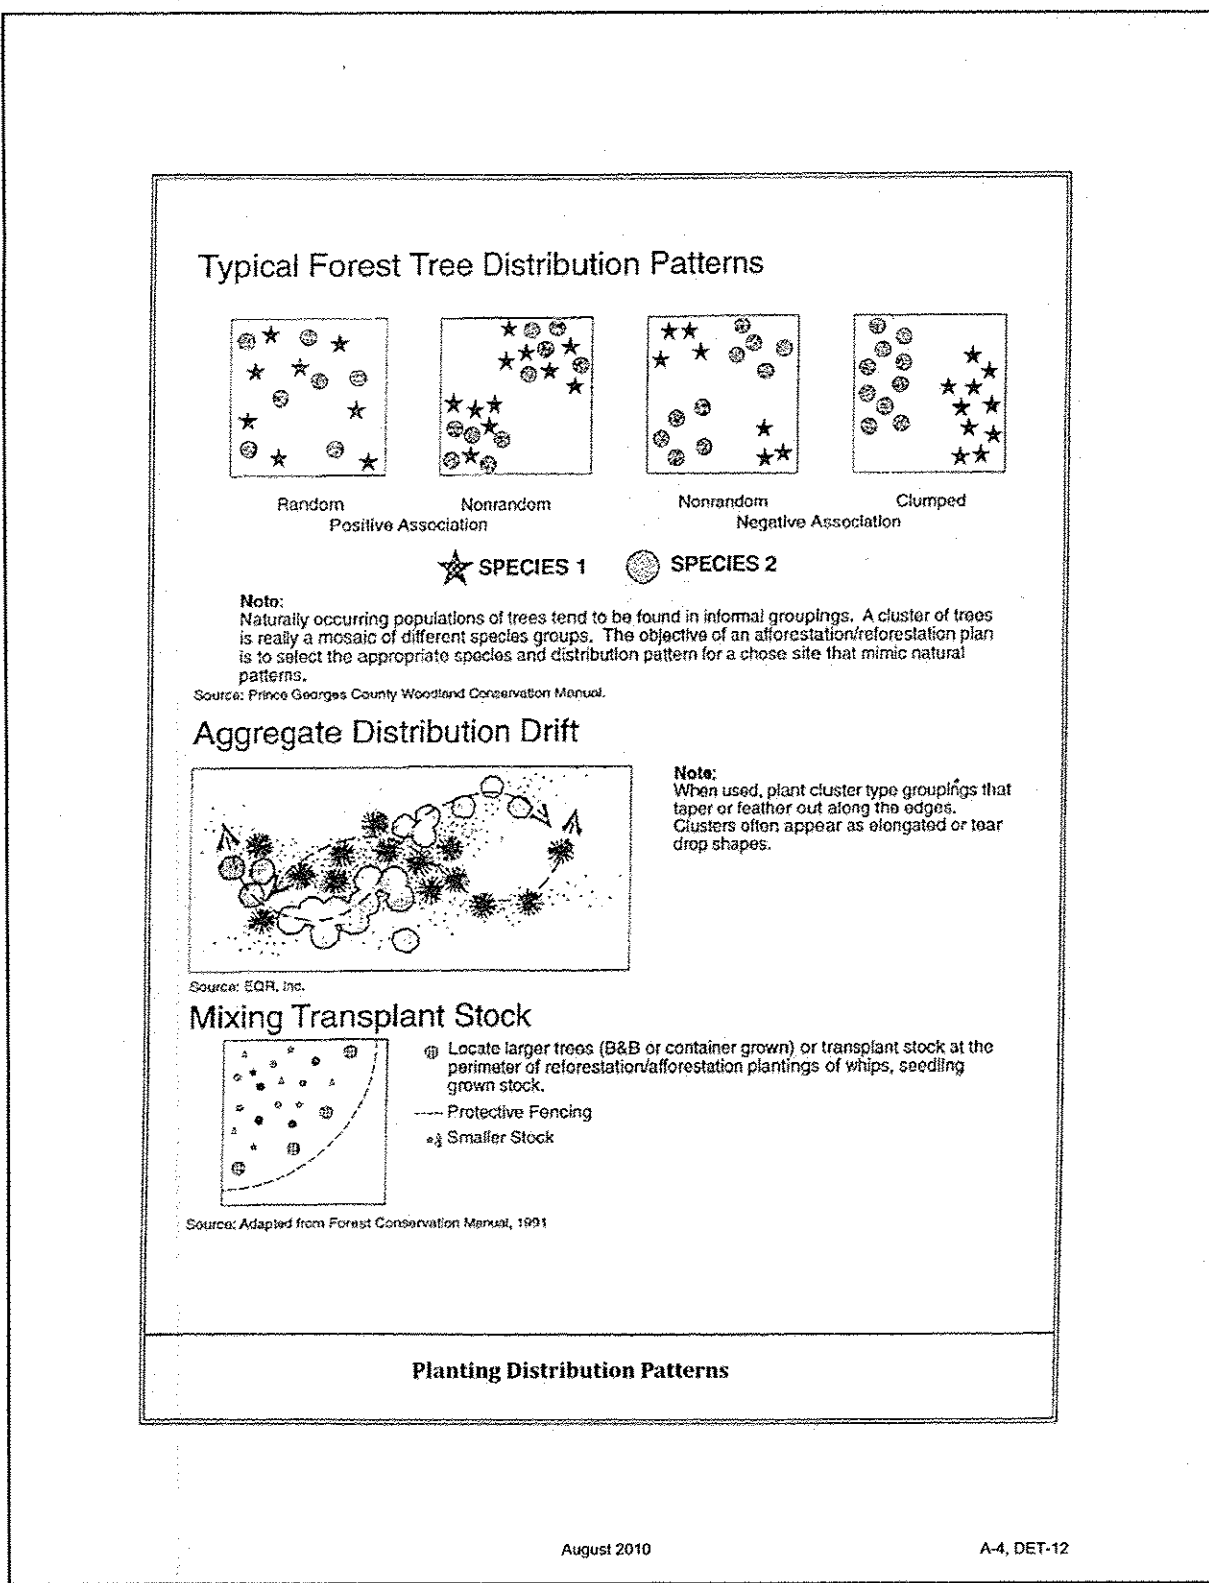 Typical Forest Tree Distribution Patterns
Random Nonrandom Nonrandom Clumped
Positive Association Negative Association
SPECIES 1 SPECIES 2
Note:
Naturally occurring populations of trees tend to be found in informal groupings. A cluster of trees
is really a mosaic of different species groups. The objective of an afforestation/reforestation plan
is to select the appropriate species and distribution pattern for a chose site that mimic natural
patterns.
Source: Prince Georges County Woodland Conservation Manual.
Aggregate Distribution Drift
Note:
When used, plant cluster type groupings that
taper or feather out along the edges.
Clusters often appear as elongated or tear
drop shapes.
Source: EQR, Inc.
Mixing Transplant Stock
Locate larger trees (B&B or container grown) or transplant stock at the
perimeter of reforestation/afforestation plantings of whips, seedling
grown stock.
Protective Fencing
Smaller Stock
Source: Adapted from Forest Conservation Manual, 1991
Planting Distribution Patterns
August 2010 A-4, DET-12